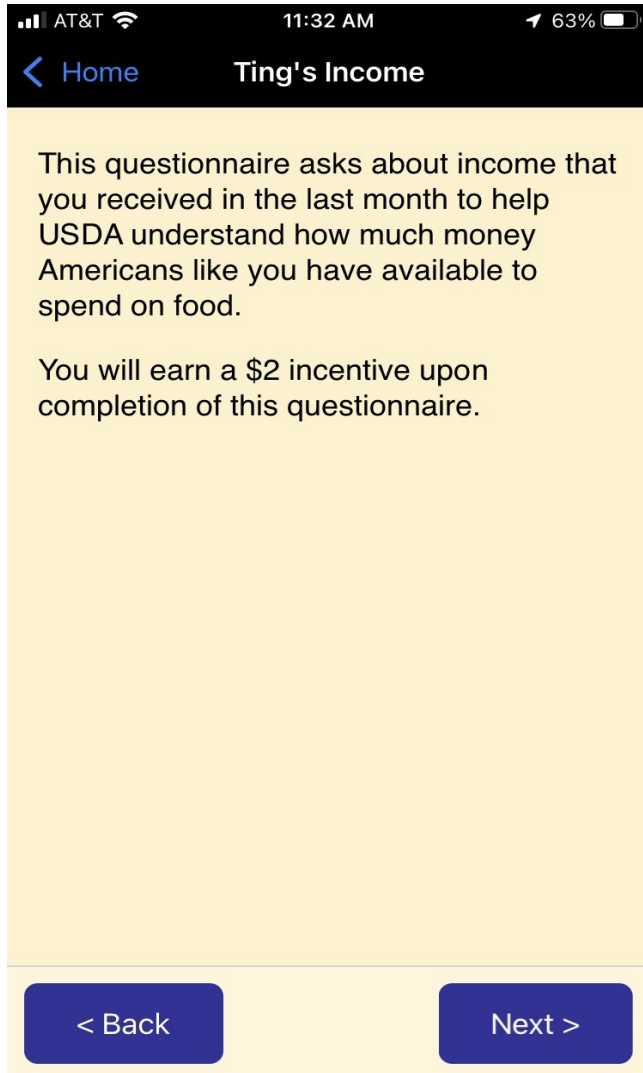 AT&T 11:32 AM 63%
Home Ting's Income
This questionnaire asks about income that
you received in the last month to help
USDA understand how much money
Americans like you have available to
spend on food.
You will earn a $2 incentive upon
completion of this questionnaire.
< Back Next >